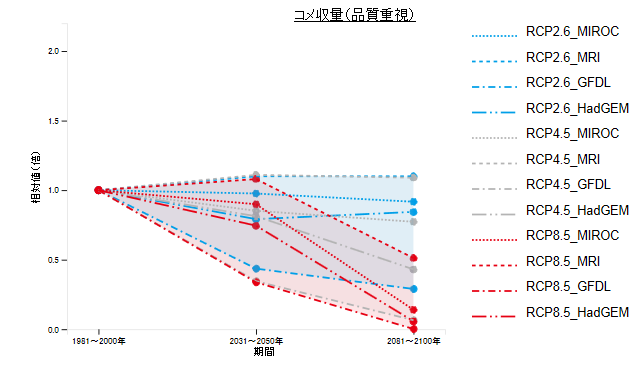 コメ収量（品質重視）
2.0
1.5
1.0
0.5
0.0
相対値（倍）
1981～2000年
2031～2050年
2081～2100年
期間
RCP2.6_MIROC
RCP2.6_MRI
RCP2.6_GFDL
RCP2.6_HadGEM
RCP4.5_MIROC
RCP4.5_MRI
RCP4.5_GFDL
RCP4.5_HadGEM
RCP8.5_MIROC
RCP8.5_MRI
RCP8.5_GFDL
RCP8.5_HadGEM